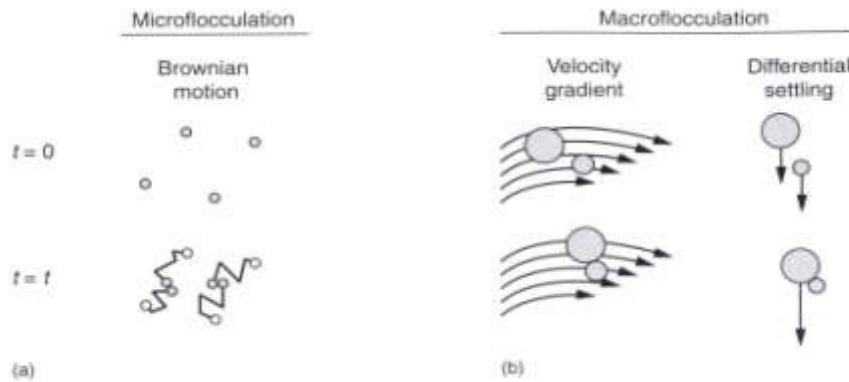 Microflocculation
Macroflocculation
Brownian
motion
Velocity
gradient
Differential
settling
t = 0
t = t
(a)
(b)